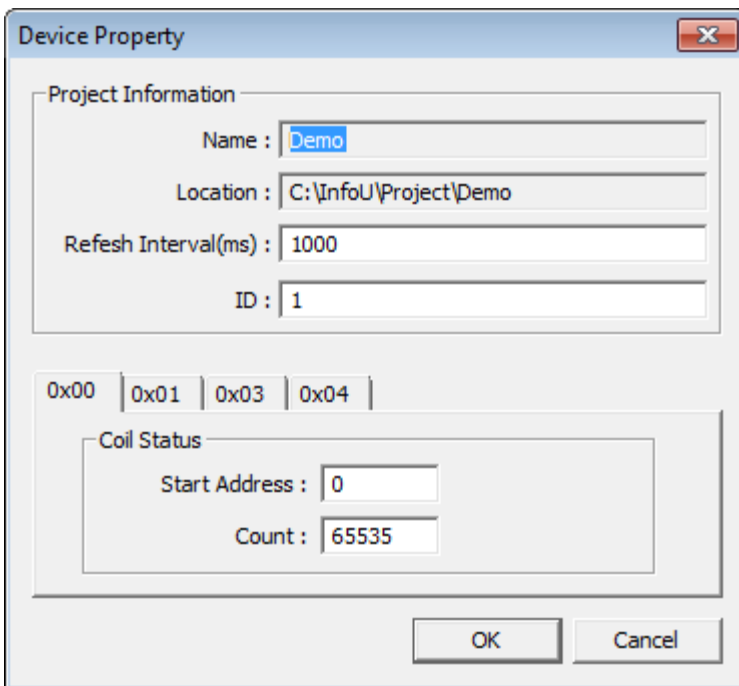 Device Property
Project Information
Name : Demo
Location : C:\InfoU\Project\Demo
Refesh Interval(ms) : 1000
ID : 1
0x00 0x01 0x03 0x04
Coil Status
Start Address : 0
Count : 65535
OK Cancel